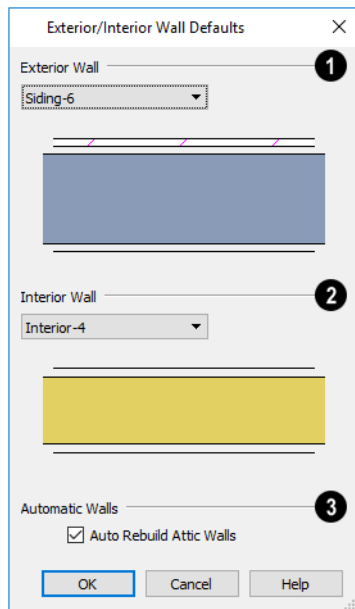 Exterior/Interior Wall Defaults
Exterior Wall 1
Siding-6
Interior Wall 2
Interior-4
Automatic Walls 3
Auto Rebuild Attic Walls
OK Cancel Help